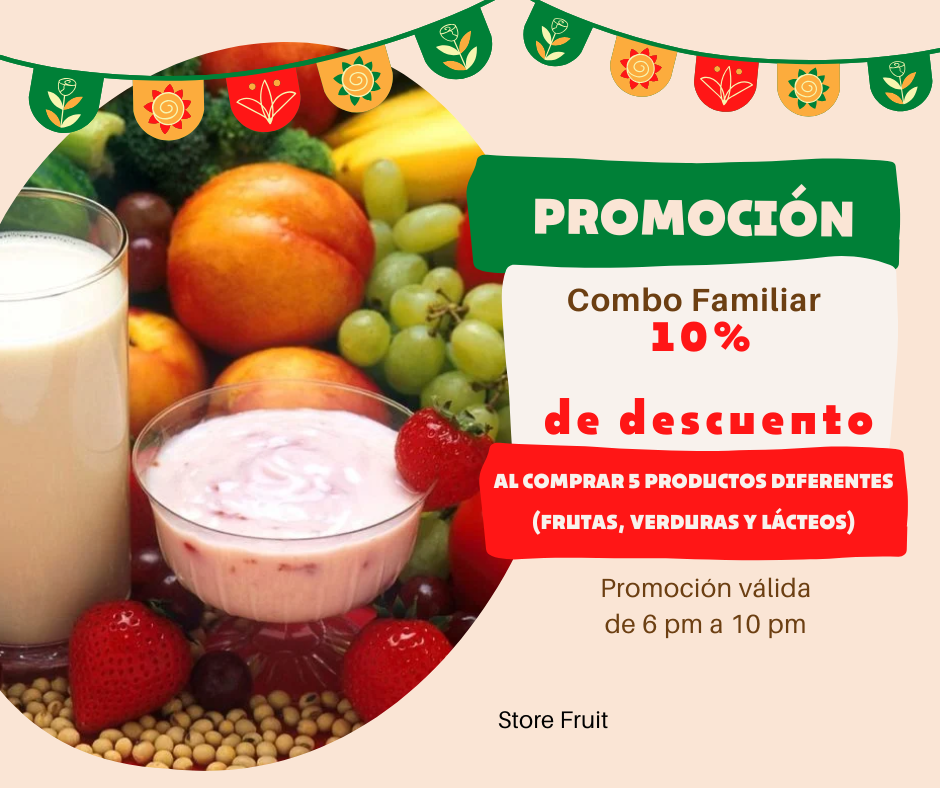 PROMOCIÓN
Combo Familiar
10%
de descuento
AL COMPRAR 5 PRODUCTOS DIFERENTES
(FRUTAS, VERDURAS Y LÁCTEOS)
Promoción válida
de 6 pm a 10 pm
Store Fruit